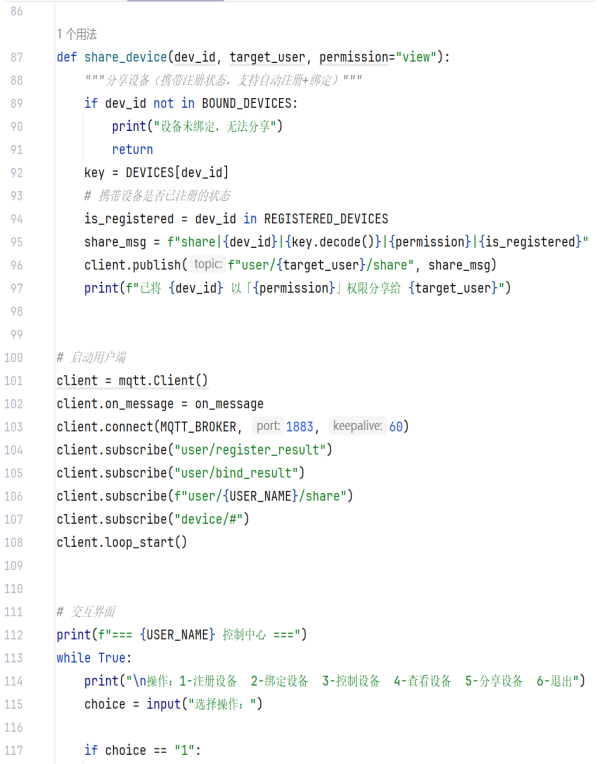 86
1 个用法
87 def share_device(dev_id, target_user, permission="view"):
88 """分享设备（携带注册状态，支持自动注册+绑定）"""
89 if dev_id not in BOUND_DEVICES:
90 print("设备未绑定，无法分享")
91 return
92 key = DEVICES[dev_id]
93 # 携带设备是否已注册的状态
94 is_registered = dev_id in REGISTERED_DEVICES
95 share_msg = f"share|{dev_id}|{key.decode()}|{permission}|{is_registered}"
96 client.publish( topic: f"user/{target_user}/share", share_msg)
97 print(f"已将 {dev_id} 以「{permission}」权限分享给 {target_user}")
98
99
100 # 启动用户端
101 client = mqtt.Client()
102 client.on_message = on_message
103 client.connect(MQTT_BROKER, port: 1883, keepalive: 60)
104 client.subscribe("user/register_result")
105 client.subscribe("user/bind_result")
106 client.subscribe(f"user/{USER_NAME}/share")
107 client.subscribe("device/#")
108 client.loop_start()
109
110
111 # 交互界面
112 print(f"=== {USER_NAME} 控制中心 ===")
113 while True:
114 print("\n操作：1-注册设备  2-绑定设备  3-控制设备  4-查看设备  5-分享设备  6-退出")
115 choice = input("选择操作：")
116
117 if choice == "1":